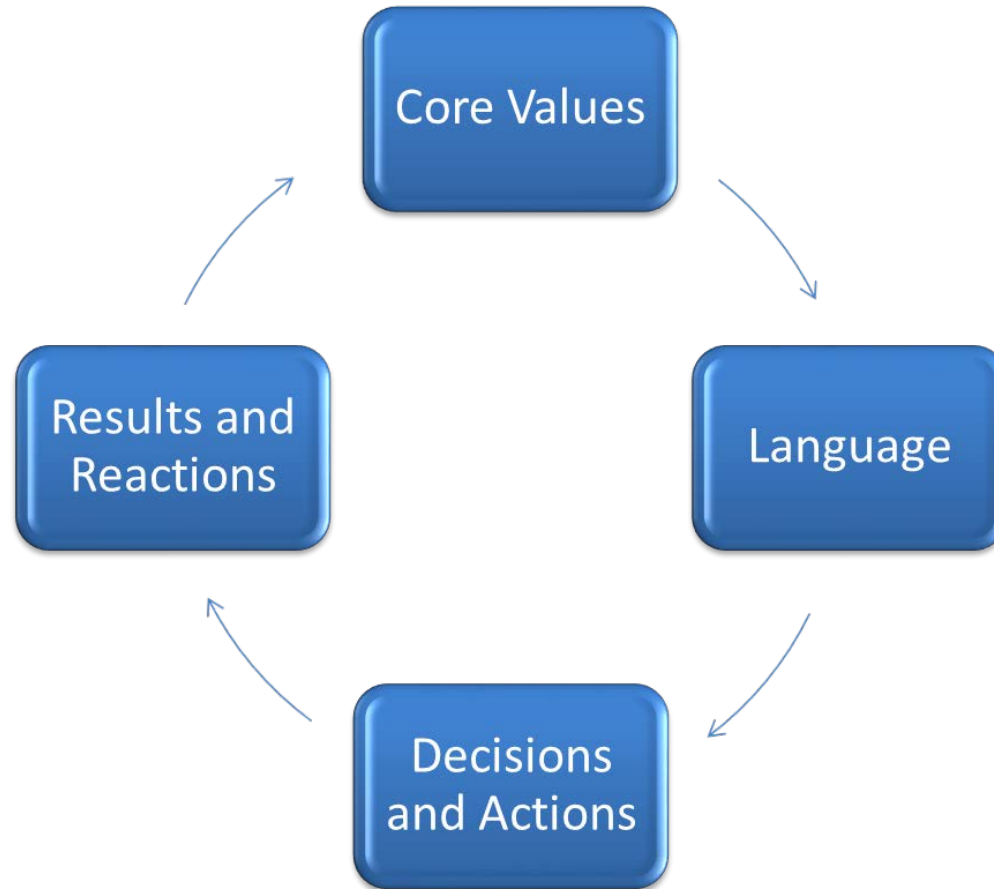 Core Values
Language
Decisions
and Actions
Results and
Reactions